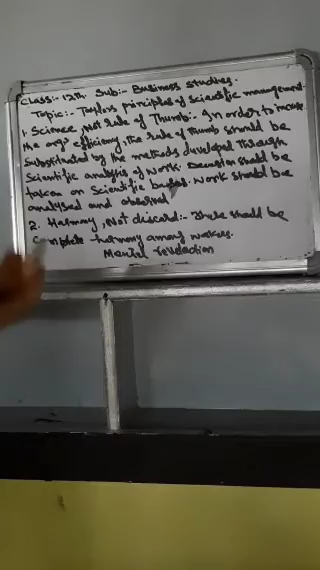 Class:- 12th. Sub:- Business studies.
Topic:- Taylors principles of Scientific management
1. Science, Not Rule of Thumb:- In order to increase
the org's efficiency, the Rule of thumb should be
substituted by the methods developed through
Scientific analysis of work. Decision should be
taken on Scientific based. Work should be
analysed and observed
2. Harmony, Not discard:- There should be
Complete harmony among workers.
Mental revolution